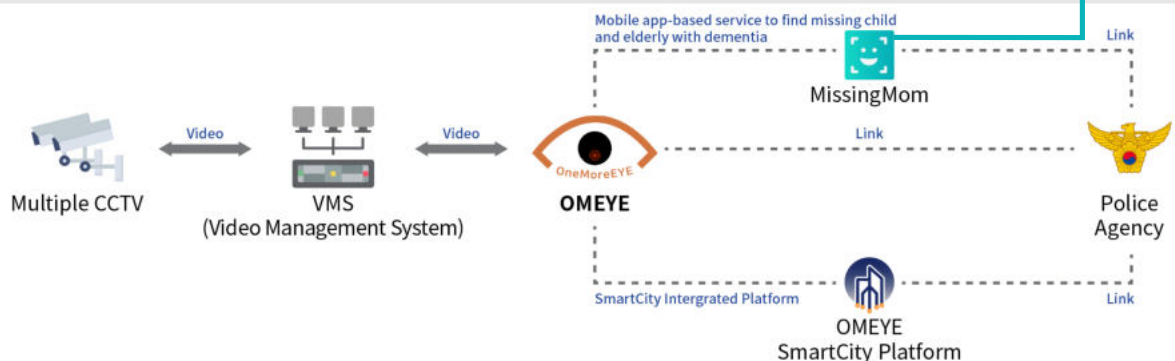 Mobile app-based service to find missing child
and elderly with dementia
Link
MissingMom
Video
Video
Link
OneMoreEYE
Multiple CCTV
VMS
(Video Management System)
OMEYE
Police
Agency
SmartCity Intergrated Platform
Link
OMEYE
SmartCity Platform